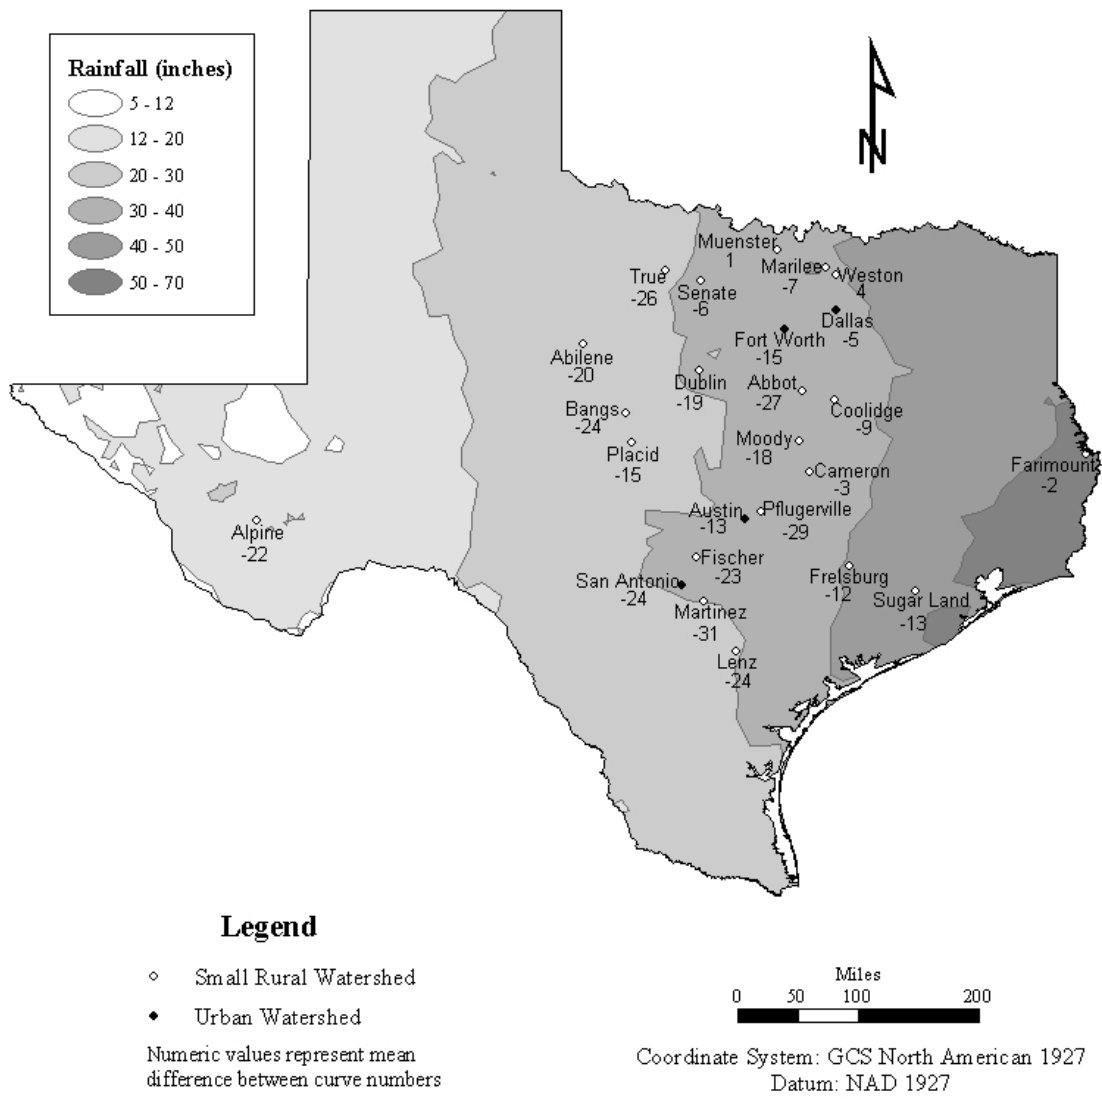 Rainfall (inches)
5 - 12
12 - 20
20 - 30
30 - 40
40 - 50
50 - 70
N
Muenster
1
Marilee
-7
Weston
4
True
-26
Senate
-6
Dallas
-5
Fort Worth
-15
Abilene
-20
Dublin
-19
Abbot
-27
Bangs
-24
Coolidge
-9
Moody
-18
Placid
-15
Cameron
-3
Farimount
-2
Austin
-13
Pflugerville
-29
Alpine
-22
Fischer
-23
San Antonio
-24
Frelsburg
-12
Sugar Land
-13
Martinez
-31
Lenz
-24
Legend
Small Rural Watershed
Urban Watershed
Numeric values represent mean
difference between curve numbers
Miles
0 50 100 200
Coordinate System: GCS North American 1927
Datum: NAD 1927